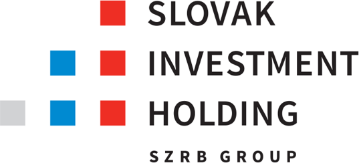 SLOVAK
INVESTMENT
HOLDING
SZRB GROUP